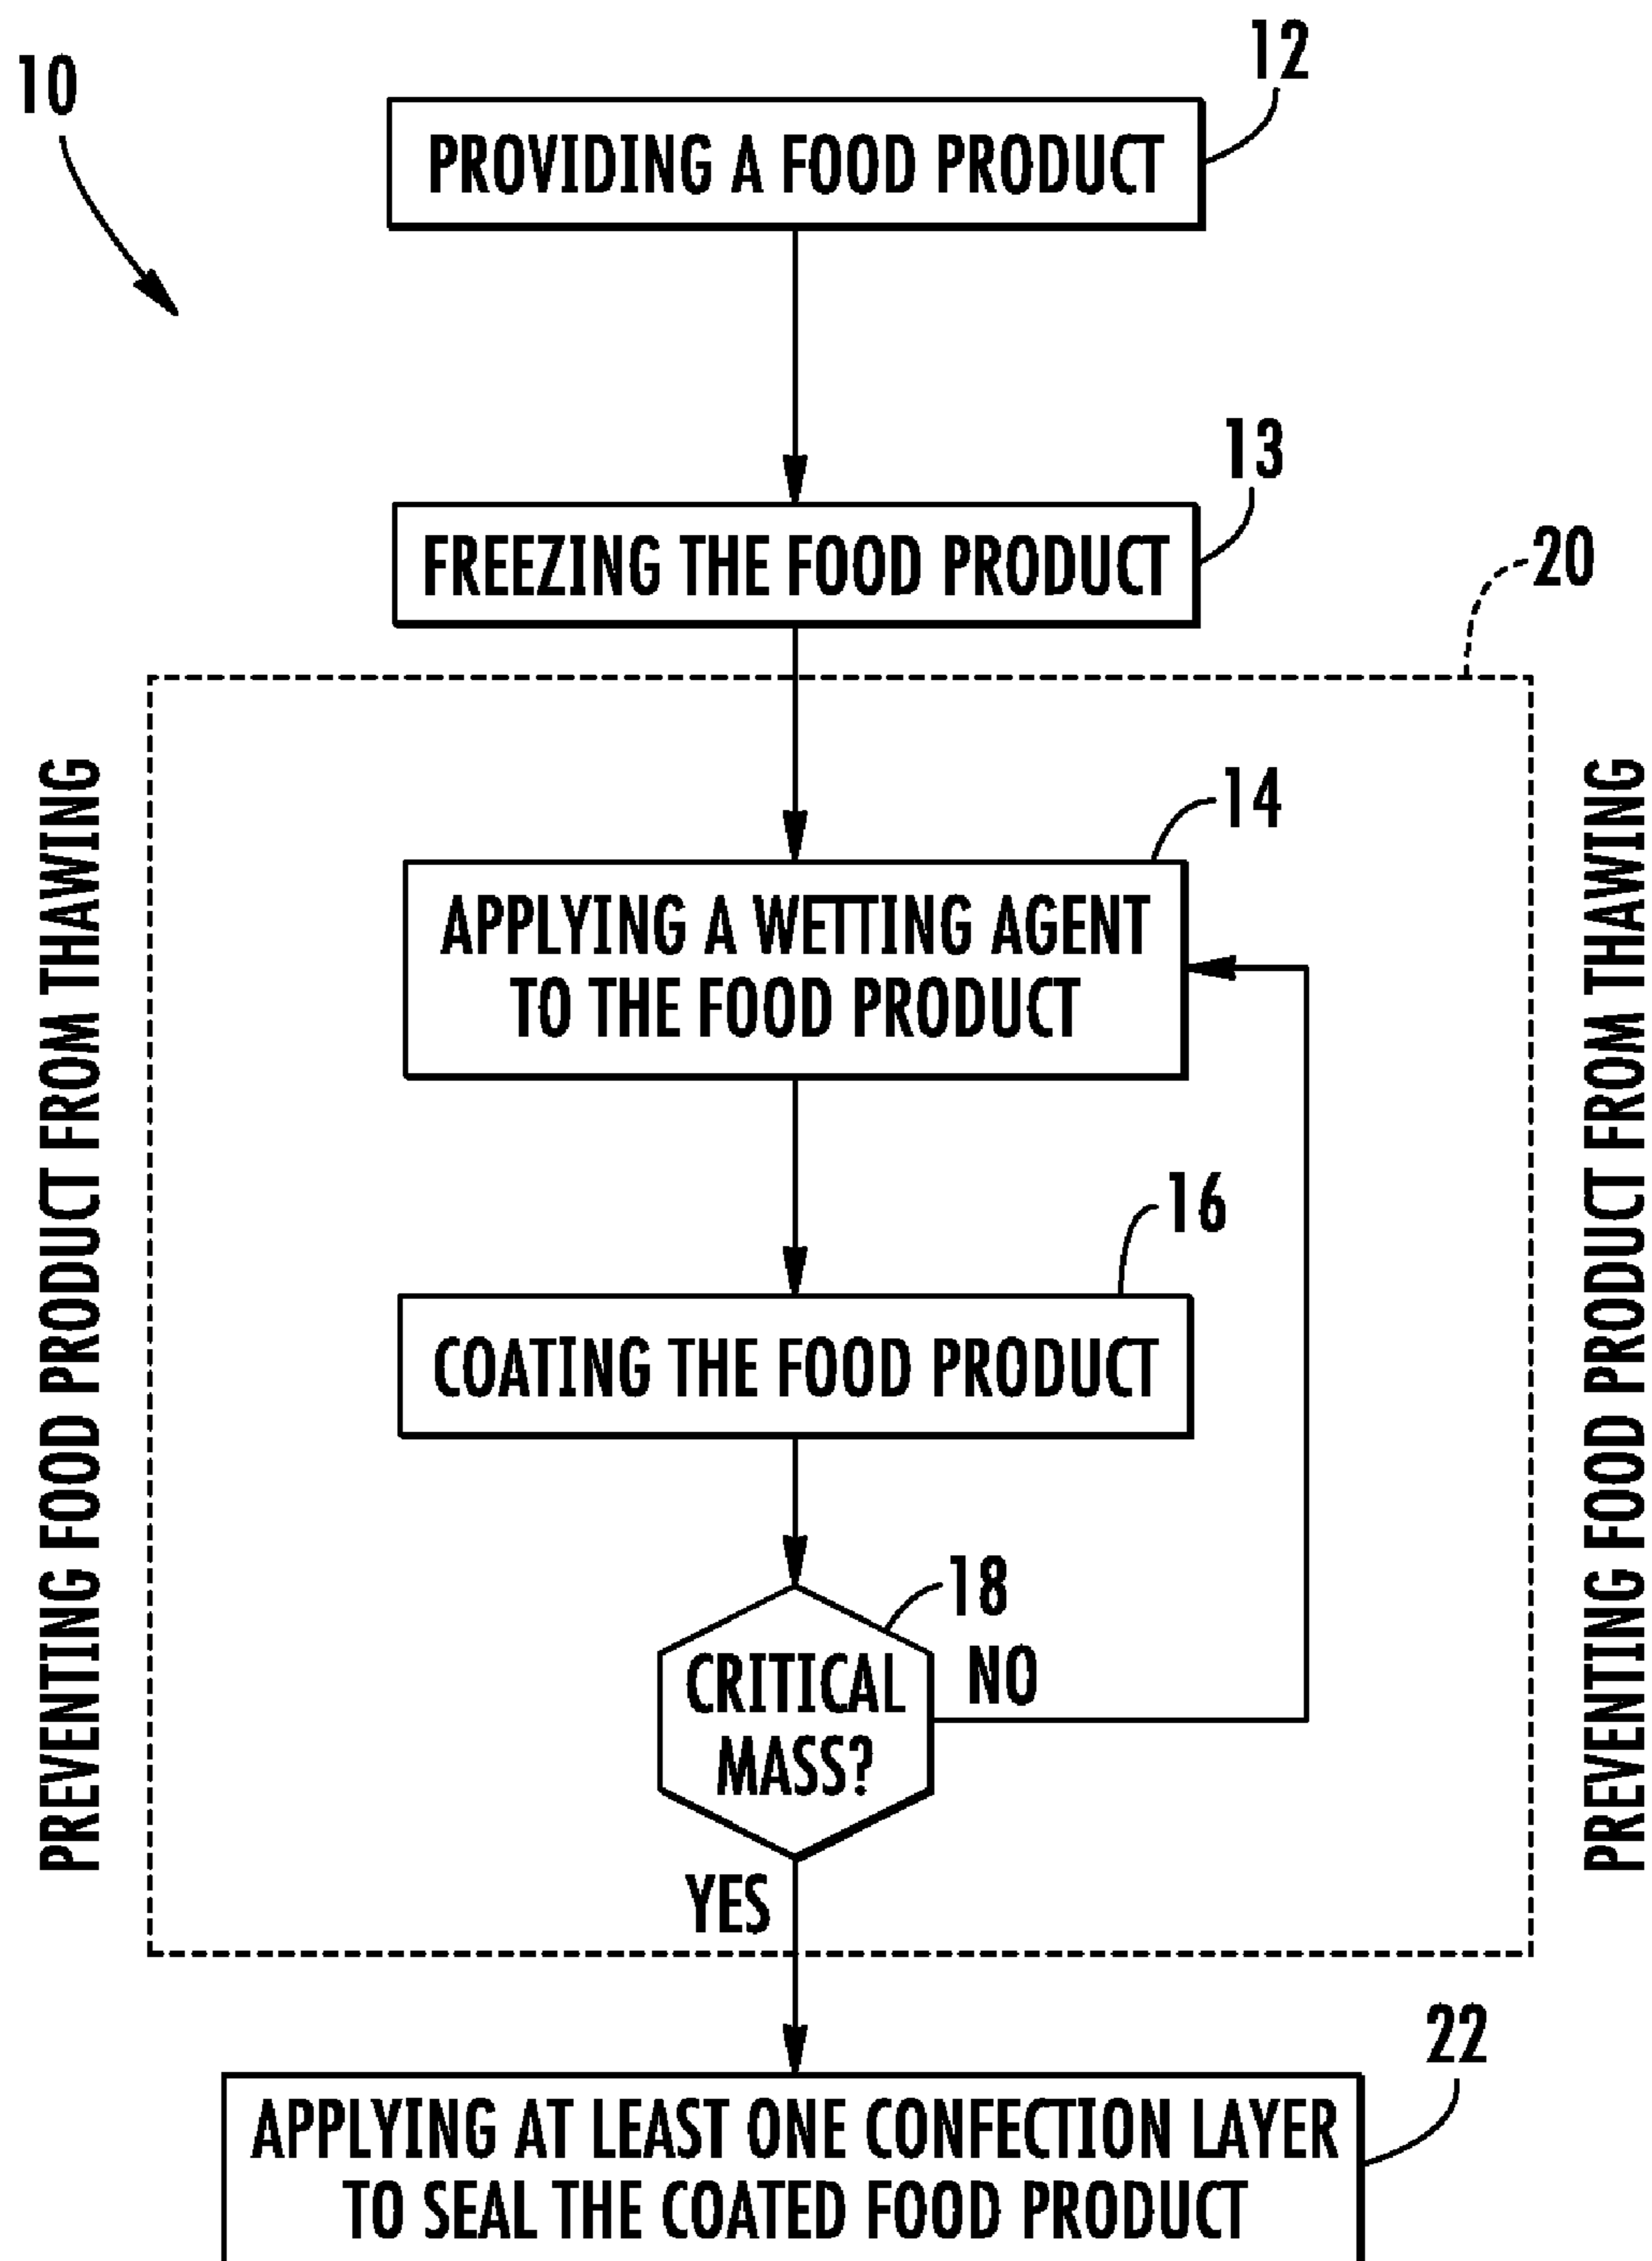 10
12
PROVIDING A FOOD PRODUCT
13
FREEZING THE FOOD PRODUCT
20
PREVENTING FOOD PRODUCT FROM THAWING
14
APPLYING A WETTING AGENT
TO THE FOOD PRODUCT
16
COATING THE FOOD PRODUCT
18
CRITICAL
MASS?
NO
YES
PREVENTING FOOD PRODUCT FROM THAWING
22
APPLYING AT LEAST ONE CONFECTION LAYER
TO SEAL THE COATED FOOD PRODUCT